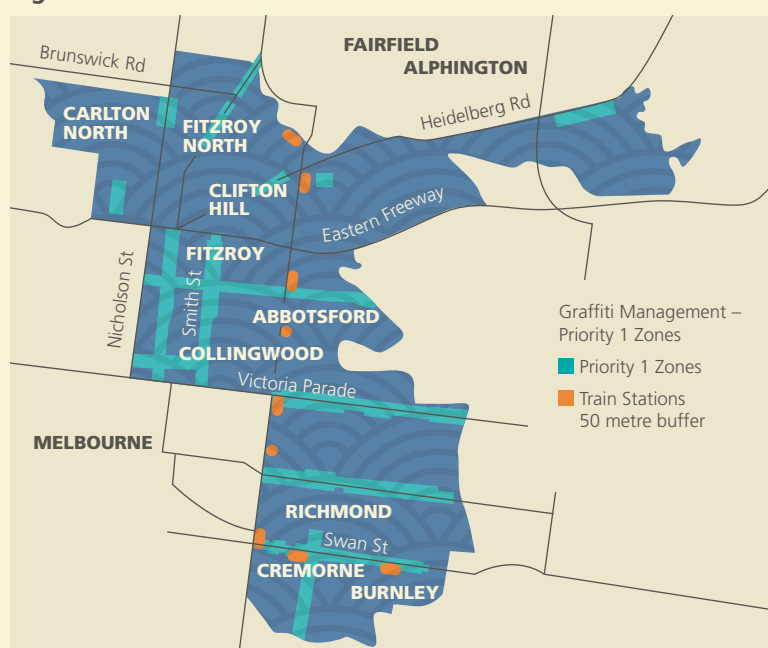 FAIRFIELD
ALPHINGTON
Brunswick Rd
Heidelberg Rd
CARLTON
NORTH
FITZROY
NORTH
CLIFTON
HILL
Eastern Freeway
FITZROY
Nicholson St
Smith St
ABBOTSFORD
COLLINGWOOD
Victoria Parade
Graffiti Management –
Priority 1 Zones
Priority 1 Zones
Train Stations
50 metre buffer
MELBOURNE
RICHMOND
Swan St
CREMORNE
BURNLEY